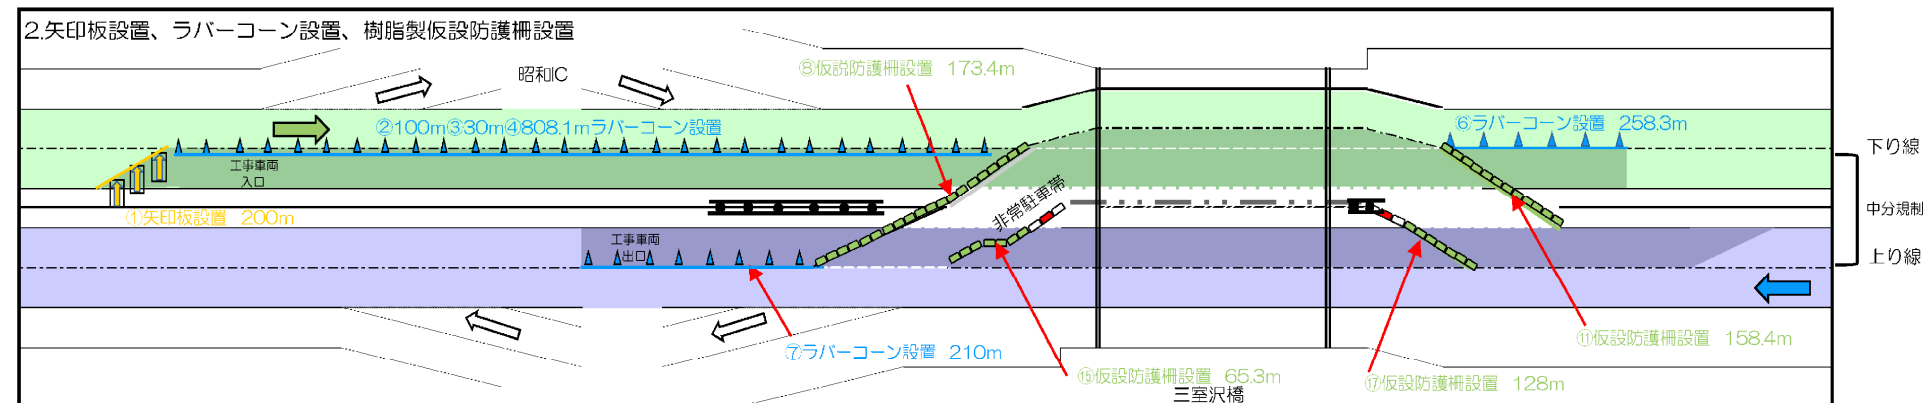 2.矢印板設置、ラバーコーン設置、樹脂製仮設防護柵設置
昭和IC
⑧仮説防護柵設置 173.4m
②100m③30m④808.1mラバーコーン設置
⑥ラバーコーン設置 258.3m
下り線
工事車両
入口
非常駐車帯
①矢印板設置 200m
中分規制
工事車両
出口
上り線
⑦ラバーコーン設置 210m
⑪仮設防護柵設置 158.4m
⑮仮設防護柵設置 65.3m
⑰仮設防護柵設置 128m
三室沢橋